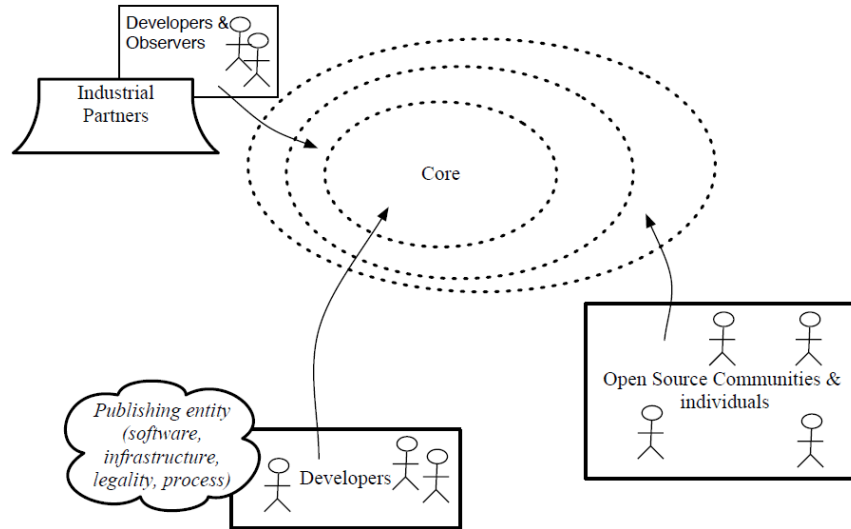 Developers &
Observers
Industrial
Partners
Core
Open Source Communities &
individuals
Publishing entity
(software,
infrastructure,
legality, process)
Developers